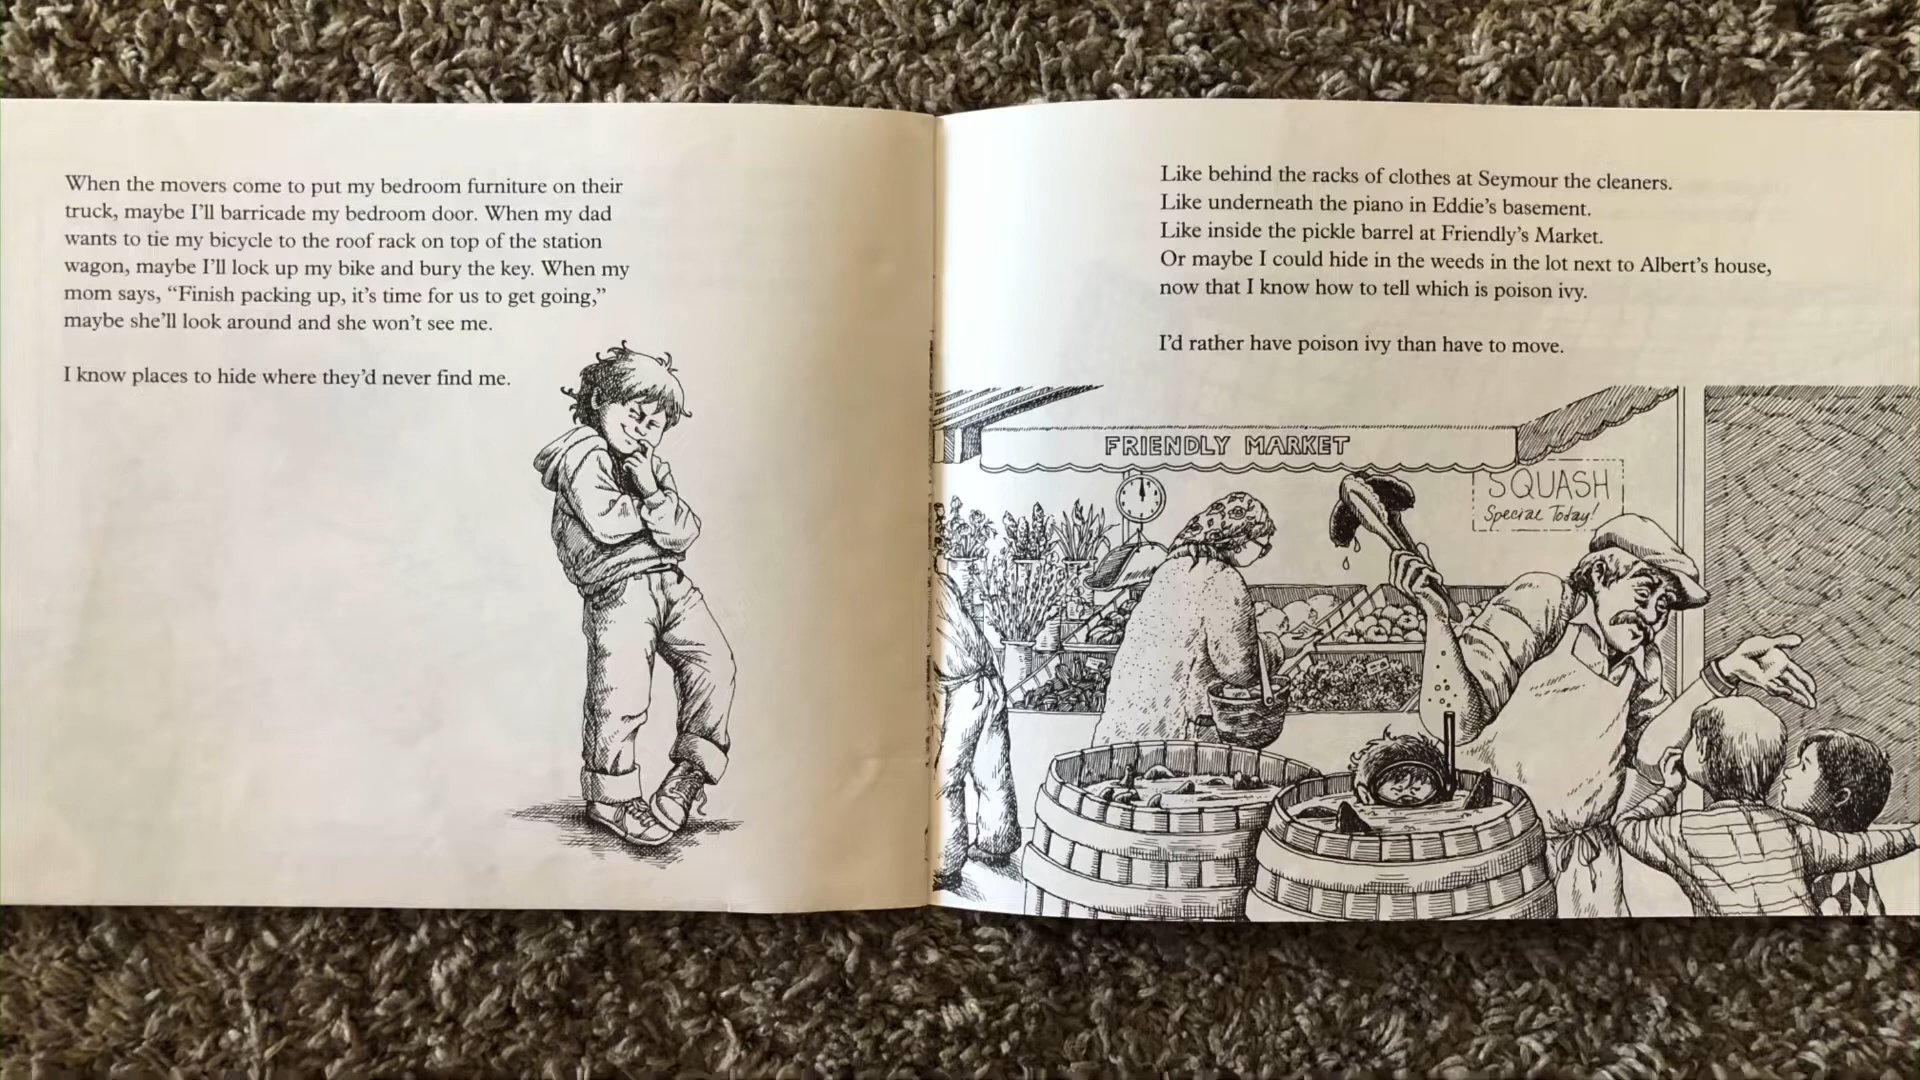 When the movers come to put my bedroom furniture on their
truck, maybe I'll barricade my bedroom door. When my dad
wants to tie my bicycle to the roof rack on top of the station
wagon, maybe I'll lock up my bike and bury the key. When my
mom says, “Finish packing up, it's time for us to get going,”
maybe she'll look around and she won't see me.
I know places to hide where they'd never find me.
Like behind the racks of clothes at Seymour the cleaners.
Like underneath the piano in Eddie's basement.
Like inside the pickle barrel at Friendly's Market.
Or maybe I could hide in the weeds in the lot next to Albert's house,
now that I know how to tell which is poison ivy.
I'd rather have poison ivy than have to move.
FRIENDLY MARKET
SQUASH
Special Today!